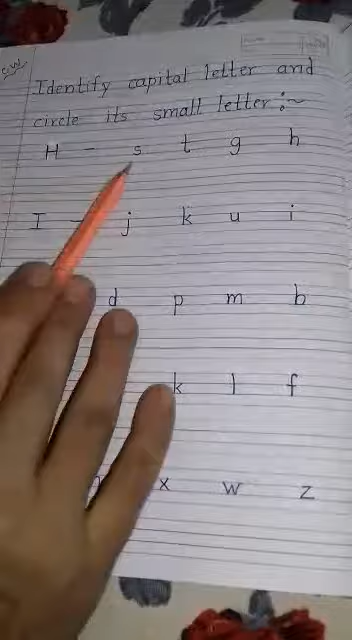 C.W
Identify capital letter and
circle its small letter :~
H - s t g h
I - j k u i
d p m b
k l f
x w z